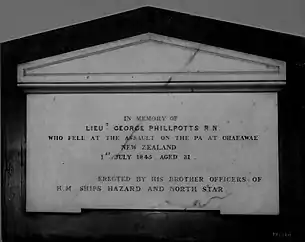 IN MEMORY OF
LIEUT GEORGE PHILLPOTTS R.N
WHO FELL AT THE ASSAULT ON THE PA AT OHAEAWAE
NEW ZEALAND
1ST JULY 1845 AGED 31
ERECTED BY HIS BROTHER OFFICERS OF
H.M SHIPS HAZARD AND NORTH STAR